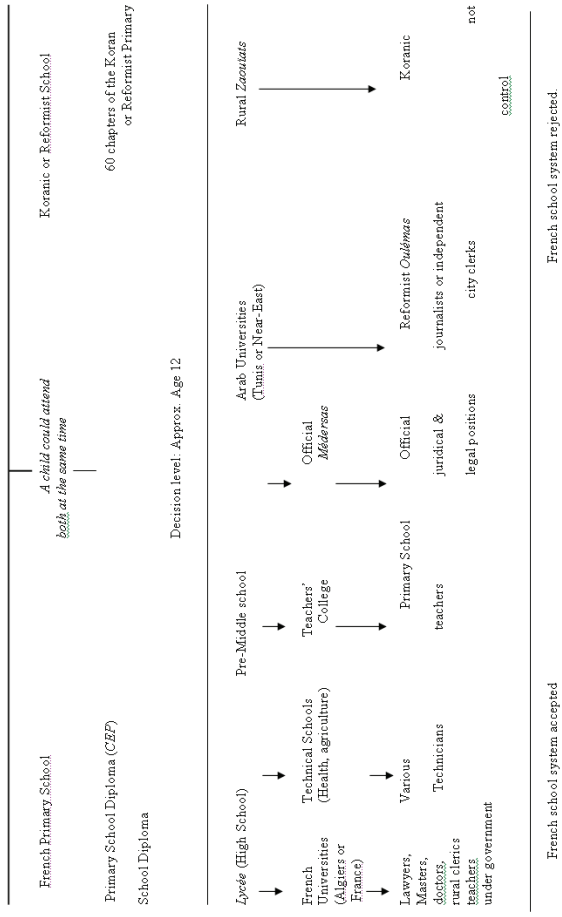 French Primary School
A child could attend
both at the same time
Koranic or Reformist School
Primary School Diploma (CEP)
60 chapters of the Koran
or Reformist Primary
School Diploma
Decision level: Approx. Age 12
Lycée (High School)
Pre-Middle school
Arab Universities
(Tunis or Near-East)
Rural Zaouiats
French
Universities
(Algiers or
France)
Technical Schools
(Health, agriculture)
Teachers'
College
Official
Médersas
Lawyers, Various Primary School Official Reformist Oulémas Koranic
Masters,
doctors, Technicians teachers juridical & journalists or independent
rural clerics
teachers legal positions city clerks not
under government
control
French school system accepted French school system rejected.